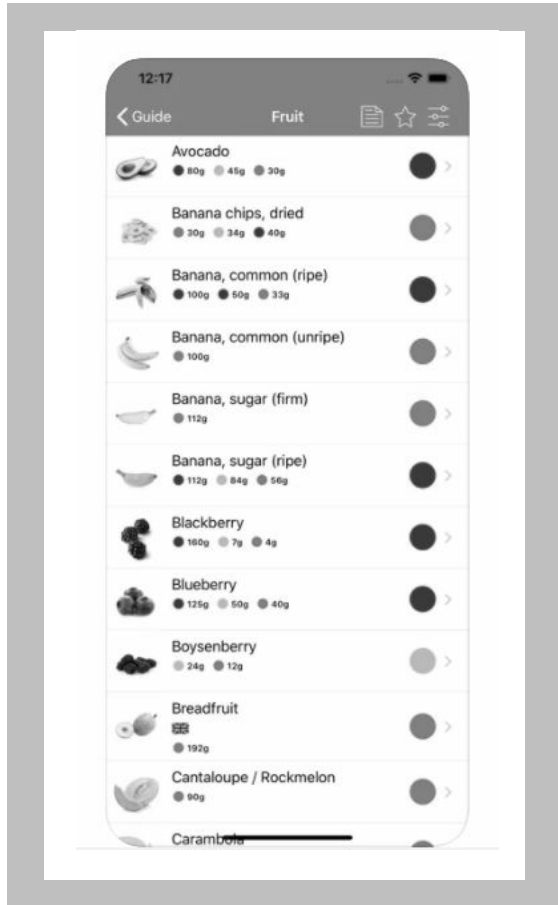 12:17
Guide Fruit
Avocado
80g 45g 30g
Banana chips, dried
30g 34g 40g
Banana, common (ripe)
100g 50g 33g
Banana, common (unripe)
100g
Banana, sugar (firm)
112g
Banana, sugar (ripe)
112g 84g 56g
Blackberry
160g 7g 4g
Blueberry
125g 50g 40g
Boysenberry
24g 12g
Breadfruit
192g
Cantaloupe / Rockmelon
90g
Carambola